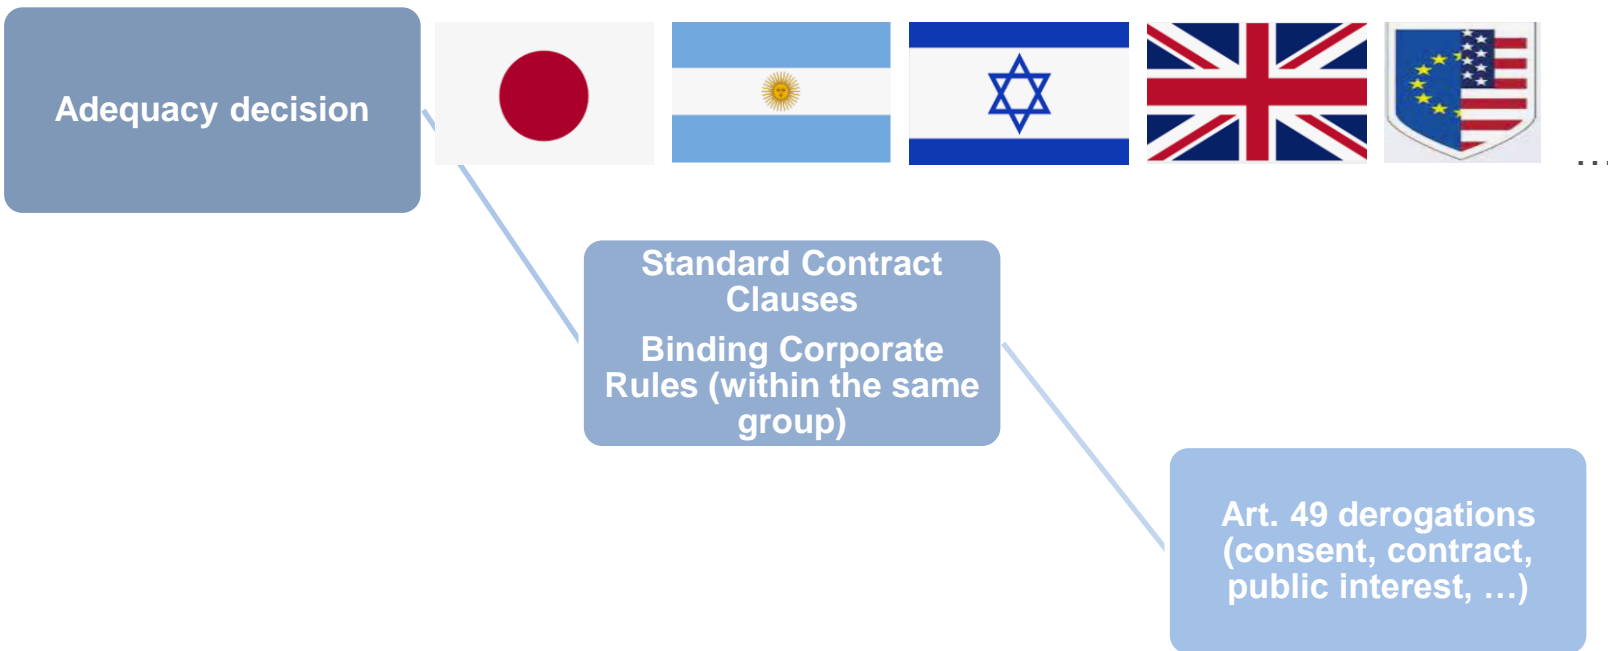 Adequacy decision
…
Standard Contract
Clauses
Binding Corporate
Rules (within the same
group)
Art. 49 derogations
(consent, contract,
public interest, …)